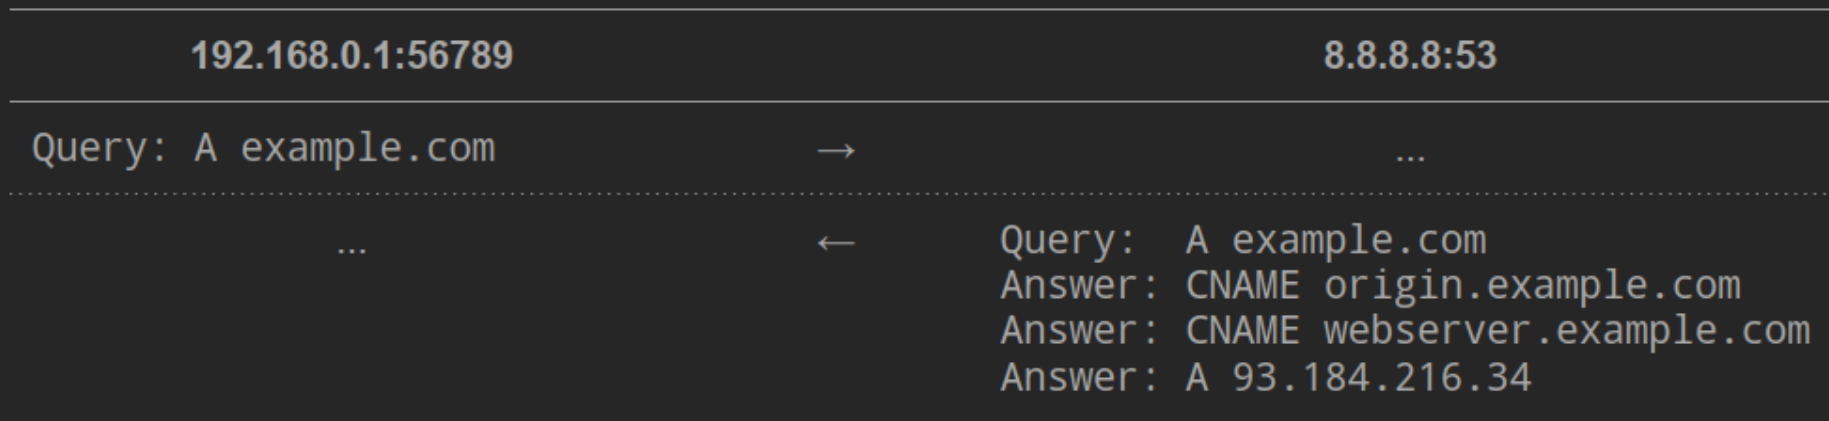 192.168.0.1:56789 8.8.8.8:53
Query: A example.com → ...
... ← Query: A example.com
Answer: CNAME origin.example.com
Answer: CNAME webserver.example.com
Answer: A 93.184.216.34